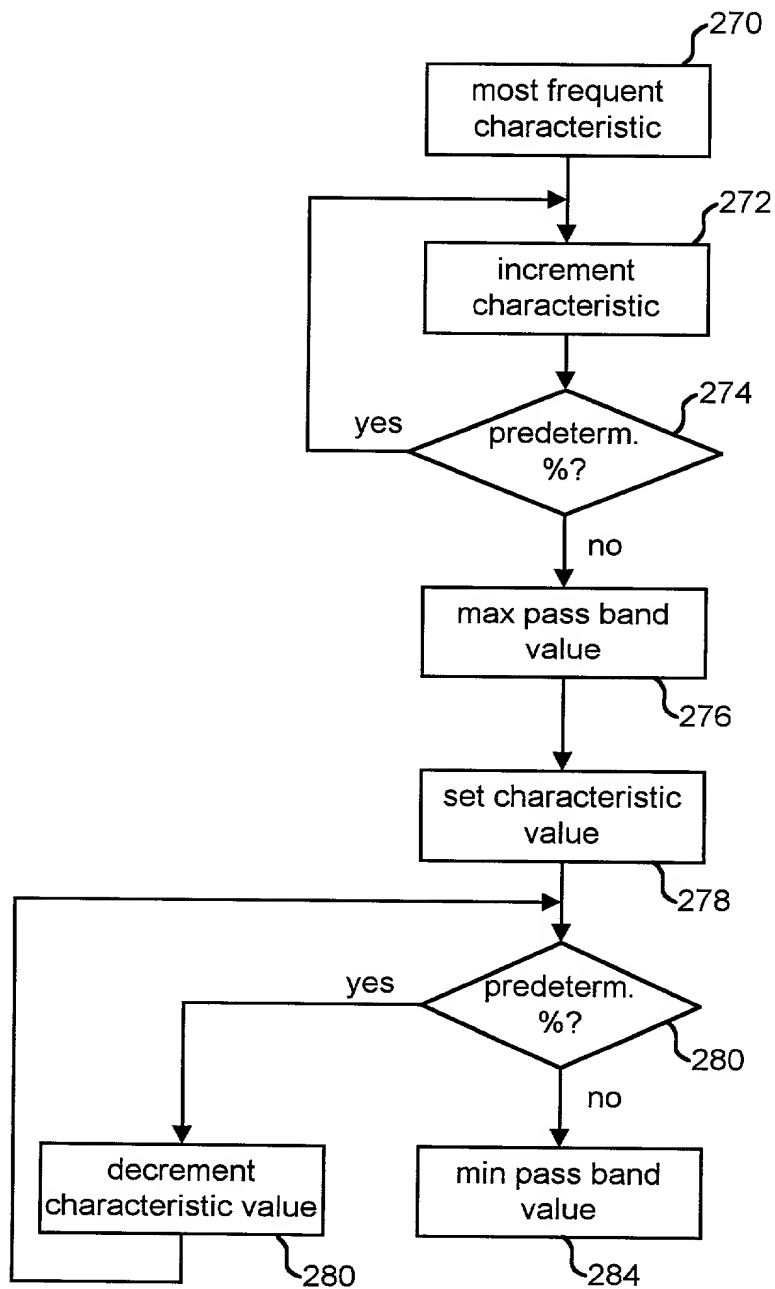 270
most frequent
characteristic
272
increment
characteristic
274
yes
predeterm.
%?
no
max pass band
value
276
set characteristic
value
278
yes
predeterm.
%?
280
no
decrement
characteristic value
280
min pass band
value
284